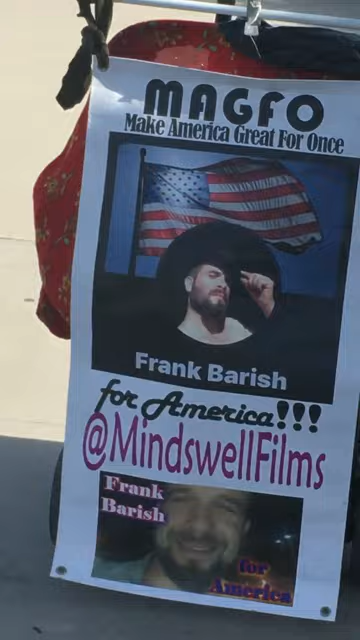 MAGFO
Make America Great For Once
Frank Barish
for America!!!
@MindswellFilms
Frank
Barish
for
America